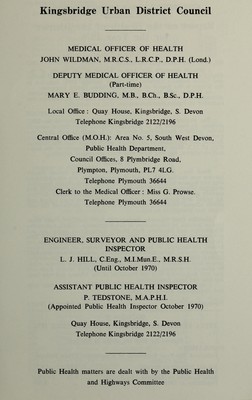 Kingsbridge Urban District Council
MEDICAL OFFICER OF HEALTH
JOHN WILDMAN, M.R.C.S., L.R.C.P., D.P.H. (Lond.)
DEPUTY MEDICAL OFFICER OF HEALTH
(Part-time)
MARY E. BUDDING, M.B., B.Ch., B.Sc., D.P.H.
Local Office: Quay House, Kingsbridge, S. Devon
Telephone Kingsbridge 2122/2196
Central Office (M.O.H.): Area No. 5, South West Devon,
Public Health Department,
Council Offices, 8 Plymbridge Road,
Plympton, Plymouth, PL7 4LG.
Telephone Plymouth 36644
Clerk to the Medical Officer: Miss G. Prowse.
Telephone Plymouth 36644
ENGINEER, SURVEYOR AND PUBLIC HEALTH
INSPECTOR
L. J. HILL, C.Eng., M.I.Mun.E., M.R.S.H.
(Until October 1970)
ASSISTANT PUBLIC HEALTH INSPECTOR
P. TEDSTONE, M.A.P.H.I.
(Appointed Public Health Inspector October 1970)
Quay House, Kingsbridge, S. Devon
Telephone Kingsbridge 2122/2196
Public Health matters are dealt with by the Public Health
and Highways Committee